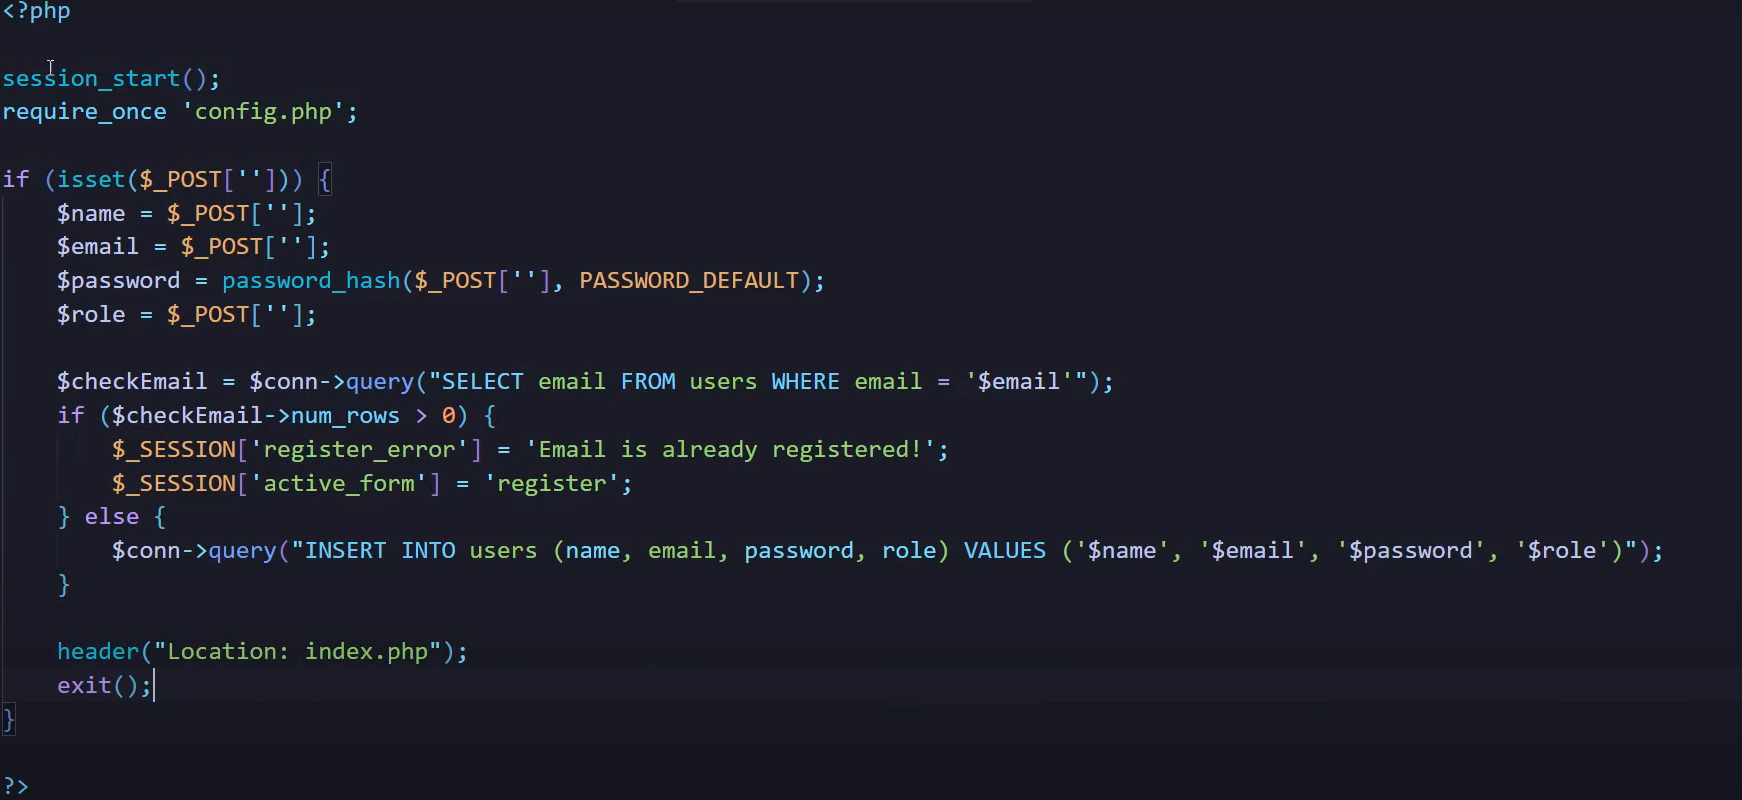 <?php
session_start();
require_once 'config.php';
if (isset($_POST[''])) {
$name = $_POST[''];
$email = $_POST[''];
$password = password_hash($_POST[''], PASSWORD_DEFAULT);
$role = $_POST[''];
$checkEmail = $conn->query("SELECT email FROM users WHERE email = '$email'");
if ($checkEmail->num_rows > 0) {
$_SESSION['register_error'] = 'Email is already registered!';
$_SESSION['active_form'] = 'register';
} else {
$conn->query("INSERT INTO users (name, email, password, role) VALUES ('$name', '$email', '$password', '$role')");
}
header("Location: index.php");
exit();
}
?>